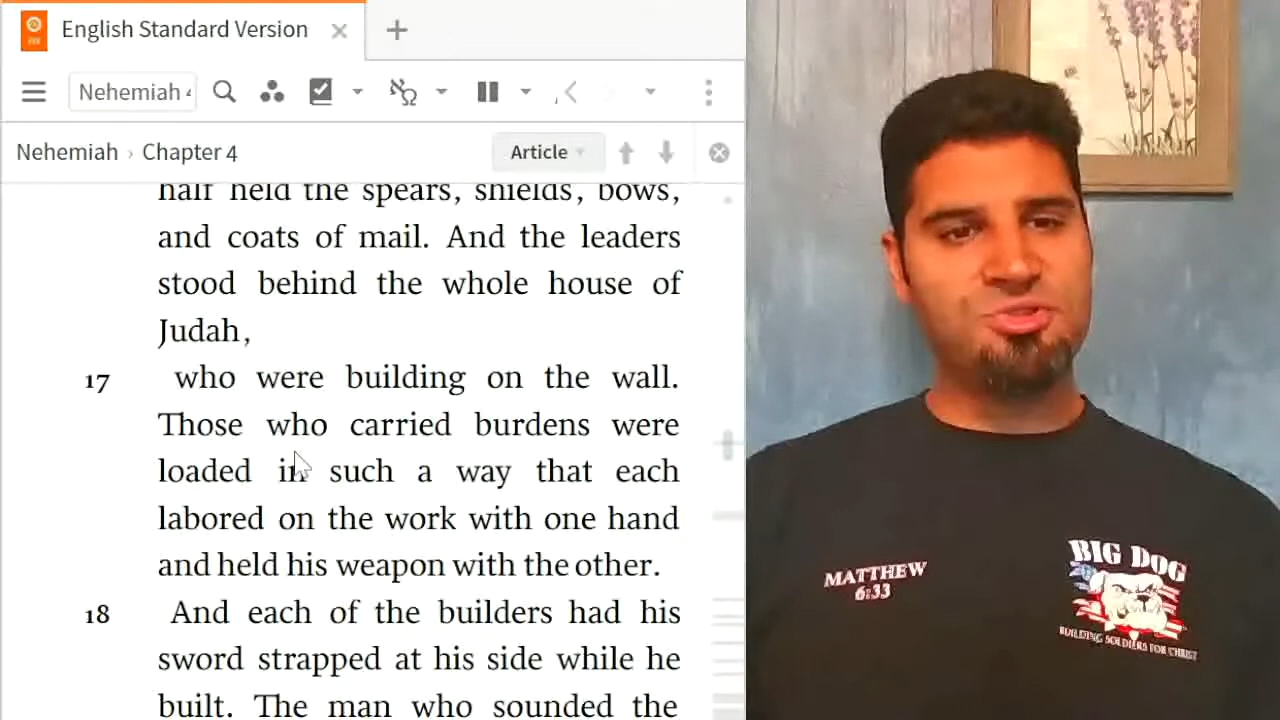 English Standard Version
Nehemiah 4
Nehemiah › Chapter 4
Article
half held the spears, shields, bows,
and coats of mail. And the leaders
stood behind the whole house of
Judah,
17 who were building on the wall.
Those who carried burdens were
loaded in such a way that each
labored on the work with one hand
and held his weapon with the other.
18 And each of the builders had his
sword strapped at his side while he
built. The man who sounded the
MATTHEW
6:33
BIG DOG
BUILDING SOLDIERS FOR CHRIST